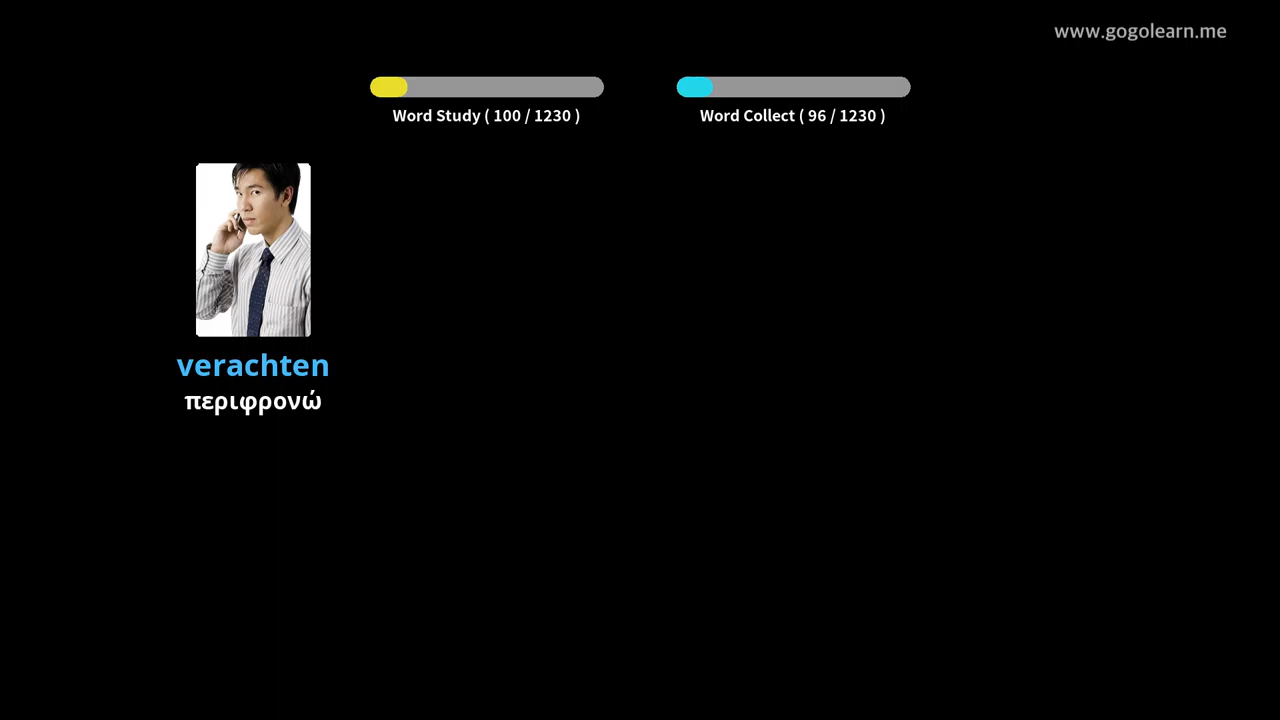 www.gogolearn.me
Word Study ( 100 / 1230 )
Word Collect ( 96 / 1230 )
verachten
περιφρονώ